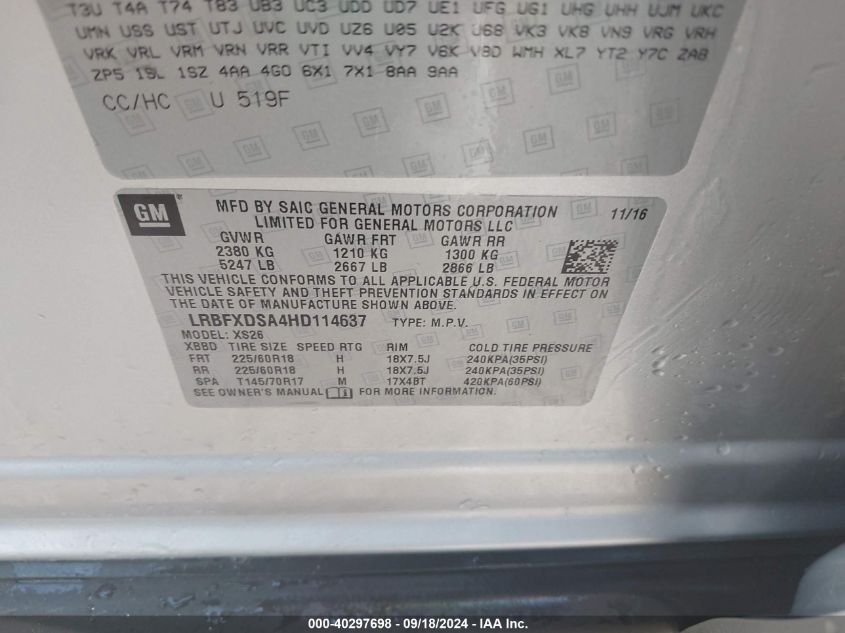 T3U T4A T74 T83 UB3 UC3 UDD UD7 UE1 UFG UG1 UHG UHH UJM UKC
UMN USS UST UTJ UVC UVD UZ6 U05 U2K U68 VK3 VK8 VN9 VRG VRH
VRK VRL VRM VRN VRR VTI VV4 VY7 V6K V8D WMH XL7 YT2 Y7C ZAB
ZP5 19L 1SZ 4AA 4G0 6X1 7X1 8AA 9AA
CC/HC U 519F
GM
MFD BY SAIC GENERAL MOTORS CORPORATION 11/16
LIMITED FOR GENERAL MOTORS LLC
GVWR GAWR FRT GAWR RR
2380 KG 1210 KG 1300 KG
5247 LB 2667 LB 2866 LB
THIS VEHICLE CONFORMS TO ALL APPLICABLE U.S. FEDERAL MOTOR
VEHICLE SAFETY AND THEFT PREVENTION STANDARDS IN EFFECT ON
THE DATE OF MANUFACTURE SHOWN ABOVE.
LRBFXDSA4HD114637 TYPE: M.P.V.
MODEL: XS26
XBBD TIRE SIZE SPEED RTG RIM COLD TIRE PRESSURE
FRT 225/60R18 H 18X7.5J 240KPA(35PSI)
RR 225/60R18 H 18X7.5J 240KPA(35PSI)
SPA T145/70R17 M 17X4BT 420KPA(60PSI)
SEE OWNER'S MANUAL FOR MORE INFORMATION.
000-40297698 - 09/18/2024 - IMPACT Auctions, Inc.